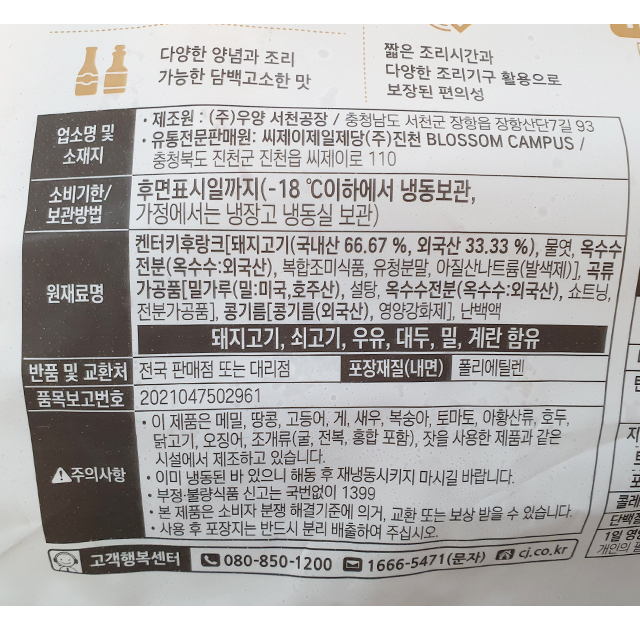 다양한 양념과 조리
가능한 담백고소한 맛
짧은 조리시간과
다양한 조리기구 활용으로
보장된 편의성
업소명 및
소재지
• 제조원 : (주)우양 서천공장 / 충청남도 서천군 장항읍 장항산단7길 93
• 유통전문판매원: 씨제이제일제당(주)진천 BLOSSOM CAMPUS /
충청북도 진천군 진천읍 씨제이로 110
소비기한/
보관방법
후면표시일까지(-18 ℃이하에서 냉동보관,
가정에서는 냉장고 냉동실 보관)
원재료명
켄터키후랑크[돼지고기(국내산 66.67 %, 외국산 33.33 %), 물엿, 옥수수
전분(옥수수:외국산), 복합조미식품, 유청분말, 아질산나트륨(발색제)], 곡류
가공품[밀가루(밀:미국,호주산), 설탕, 옥수수전분(옥수수:외국산), 쇼트닝,
전분가공품], 콩기름[콩기름(외국산), 영양강화제], 난백액
돼지고기, 쇠고기, 우유, 대두, 밀, 계란 함유
반품 및 교환처 전국 판매점 또는 대리점 포장재질(내면) 폴리에틸렌
품목보고번호 2021047502961
주의사항
• 이 제품은 메밀, 땅콩, 고등어, 게, 새우, 복숭아, 토마토, 아황산류, 호두,
닭고기, 오징어, 조개류(굴, 전복, 홍합 포함), 잣을 사용한 제품과 같은
시설에서 제조하고 있습니다.
• 이미 냉동된 바 있으니 해동 후 재냉동시키지 마시길 바랍니다.
• 부정·불량식품 신고는 국번없이 1399
• 본 제품은 소비자 분쟁 해결기준에 의거, 교환 또는 보상 받을 수 있습니다.
• 사용 후 포장지는 반드시 분리 배출하여 주십시오.
고객행복센터 080-850-1200 1666-5471(문자) cj.co.kr
콜레
단백질
1일 영양
개인의 필